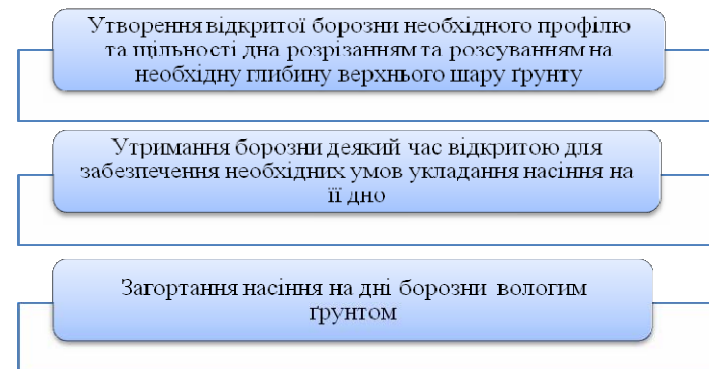 Утворення відкритої борозни необхідного профілю
та щільності дна розрізанням та розсуванням на
необхідну глибину верхнього шару ґрунту
Утримання борозни деякий час відкритою для
забезпечення необхідних умов укладання насіння на
її дно
Загортання насіння на дні борозни вологим
ґрунтом